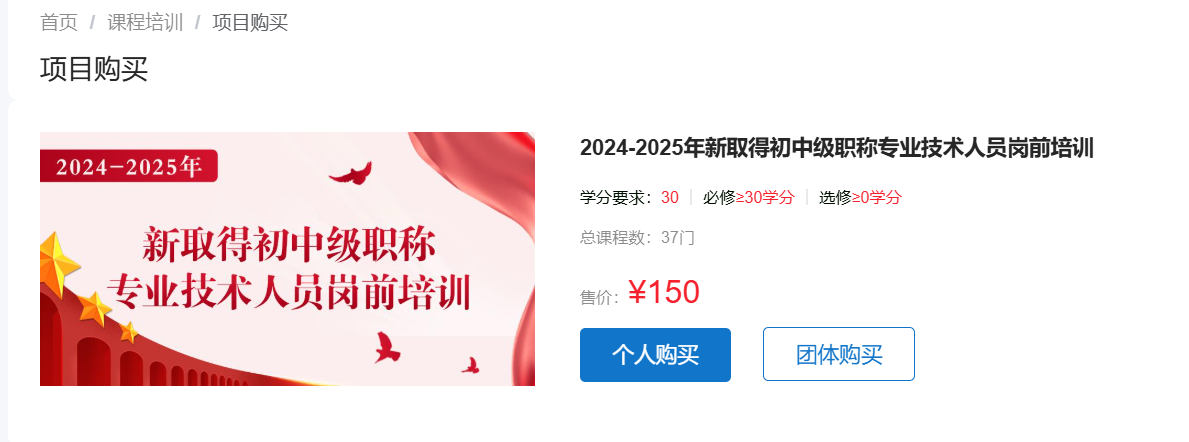 首页 / 课程培训 / 项目购买
项目购买
2024-2025年
新取得初中级职称
专业技术人员岗前培训
2024-2025年新取得初中级职称专业技术人员岗前培训
学分要求：30 | 必修≥30学分 | 选修≥0学分
总课程数：37门
售价：¥150
个人购买 团体购买